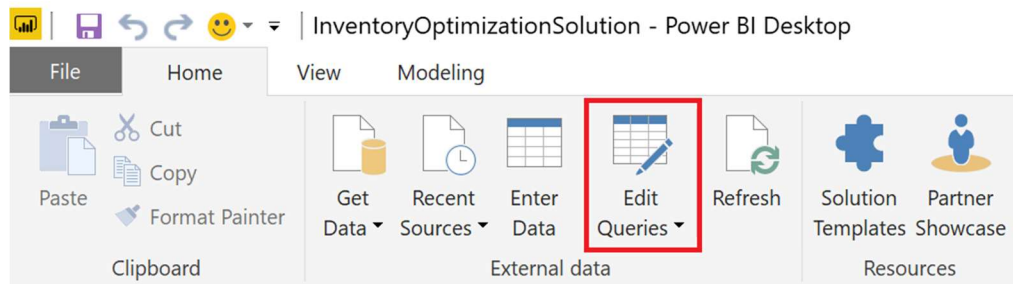 InventoryOptimizationSolution - Power BI Desktop
File Home View Modeling
Paste
Cut
Copy
Format Painter
Clipboard
Get
Data
Recent
Sources
Enter
Data
Edit
Queries
Refresh
External data
Solution
Templates
Partner
Showcase
Resources